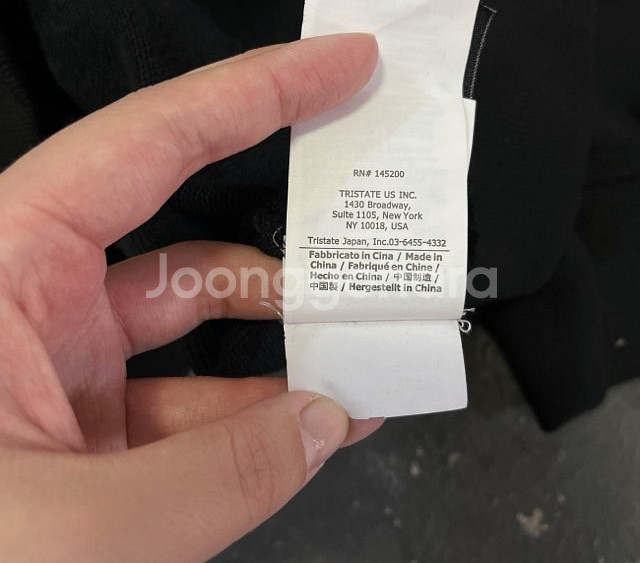 RN# 145200
TRISTATE US INC.
1430 Broadway,
Suite 1105, New York
NY 10018, USA
Tristate Japan, Inc.03-6455-4332
Fabbricato in Cina / Made in
China / Fabriqué en Chine /
Hecho en China / 中国制造 /
中国製 / Hergestellt in China
Joonggonara